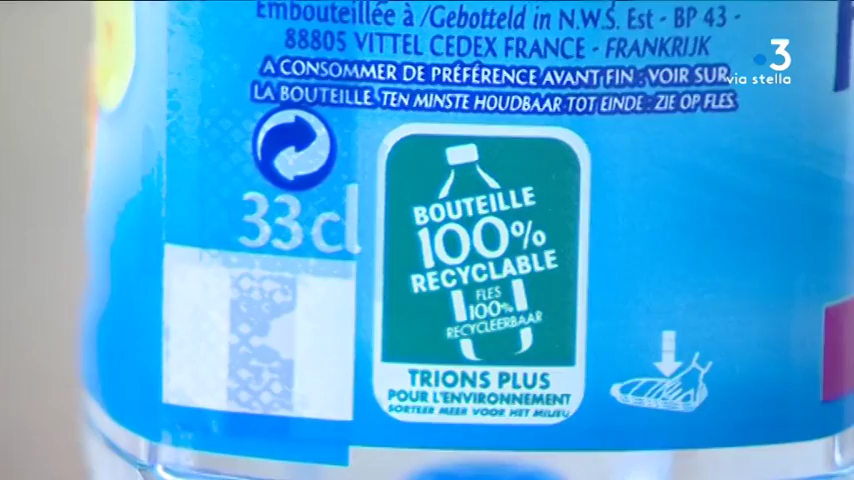 Embouteillée à /Gebotteld in N.W.S. Est - BP 43 -
88805 VITTEL CEDEX FRANCE - FRANKRIJK
A CONSOMMER DE PRÉFÉRENCE AVANT FIN : VOIR SUR
LA BOUTEILLE TEN MINSTE HOUDBAAR TOT EINDE : ZIE OP FLES
3
via stella
33 cl
BOUTEILLE
100%
RECYCLABLE
FLES
100%
RECYCLEERBAAR
TRIONS PLUS
POUR L'ENVIRONNEMENT
SORTEER MEER VOOR HET MILIEU